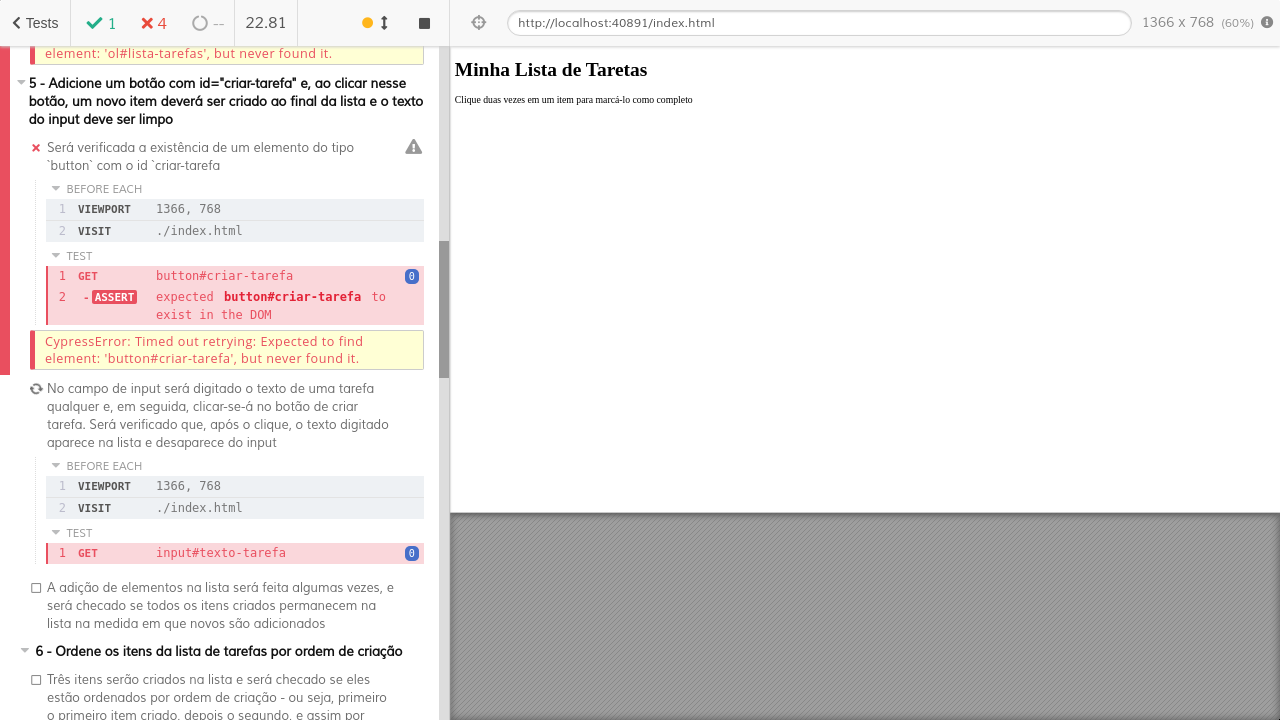 Tests
1
4
--
22.81
http://localhost:40891/index.html
1366 x 768 (60%)
element: 'ol#lista-tarefas', but never found it.
5 - Adicione um botão com id="criar-tarefa" e, ao clicar nesse
botão, um novo item deverá ser criado ao final da lista e o texto
do input deve ser limpo
Será verificada a existência de um elemento do tipo
`button` com o id `criar-tarefa
BEFORE EACH
1 VIEWPORT 1366, 768
2 VISIT ./index.html
TEST
1 GET button#criar-tarefa 0
2 -ASSERT expected button#criar-tarefa to
exist in the DOM
CypressError: Timed out retrying: Expected to find
element: 'button#criar-tarefa', but never found it.
No campo de input será digitado o texto de uma tarefa
qualquer e, em seguida, clicar-se-á no botão de criar
tarefa. Será verificado que, após o clique, o texto digitado
aparece na lista e desaparece do input
BEFORE EACH
1 VIEWPORT 1366, 768
2 VISIT ./index.html
TEST
1 GET input#texto-tarefa 0
A adição de elementos na lista será feita algumas vezes, e
será checado se todos os itens criados permanecem na
lista na medida em que novos são adicionados
6 - Ordene os itens da lista de tarefas por ordem de criação
Três itens serão criados na lista e será checado se eles
estão ordenados por ordem de criação - ou seja, primeiro
o primeiro item criado, depois o segundo, e assim por
Minha Lista de Taretas
Clique duas vezes em um item para marcá-lo como completo